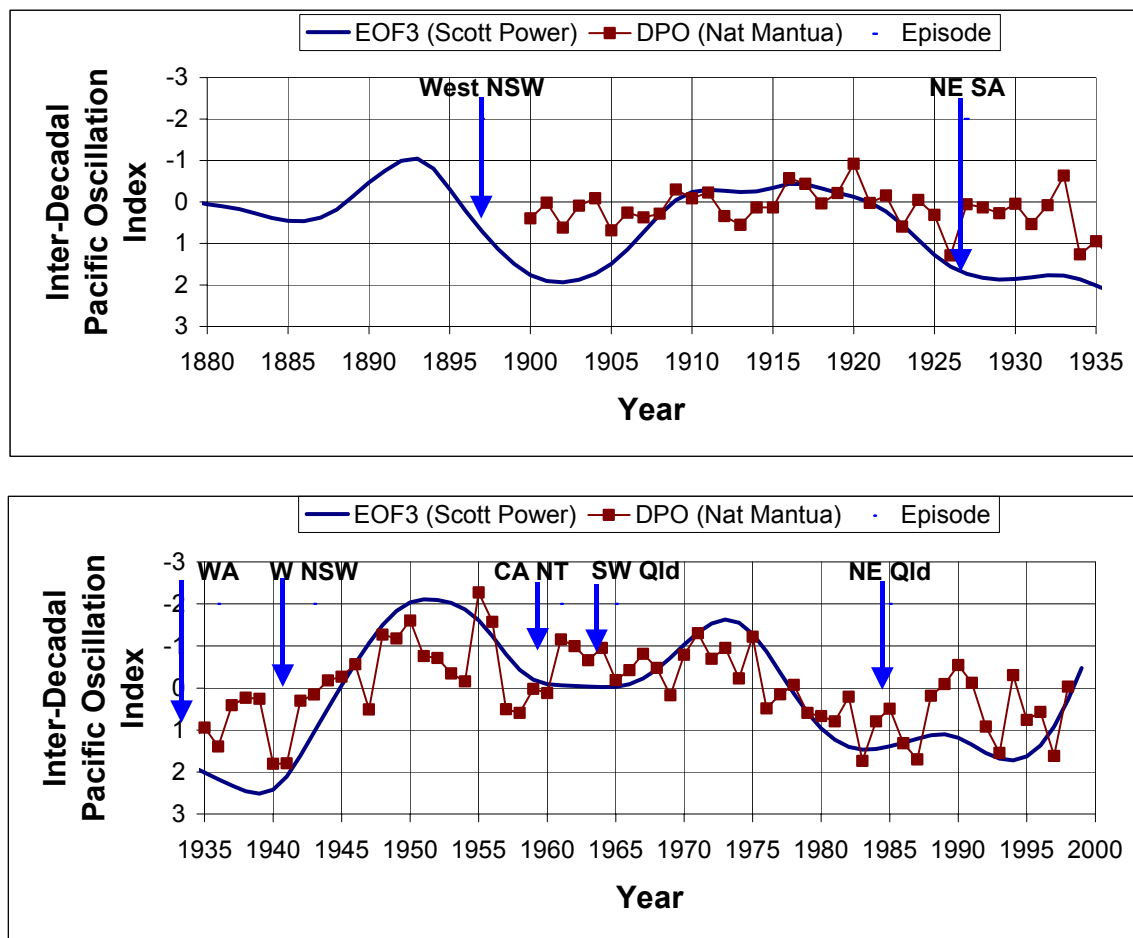 EOF3 (Scott Power) DPO (Nat Mantua) Episode
West NSW NE SA
Inter-Decadal
Pacific Oscillation
Index
-3
-2
-1
0
1
2
3
1880 1885 1890 1895 1900 1905 1910 1915 1920 1925 1930 1935
Year
EOF3 (Scott Power) DPO (Nat Mantua) Episode
WA W NSW CA NT SW Qld NE Qld
Inter-Decadal
Pacific Oscillation
Index
-3
-2
-1
0
1
2
3
1935 1940 1945 1950 1955 1960 1965 1970 1975 1980 1985 1990 1995 2000
Year